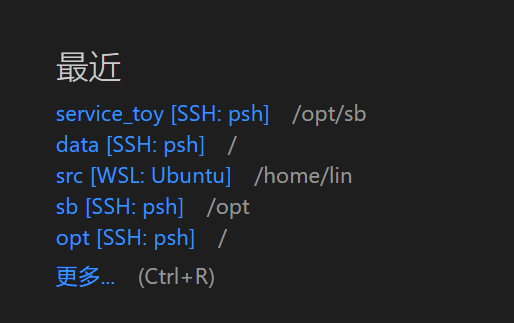 最近
service_toy [SSH: psh] /opt/sb
data [SSH: psh] /
src [WSL: Ubuntu] /home/lin
sb [SSH: psh] /opt
opt [SSH: psh] /
更多... (Ctrl+R)